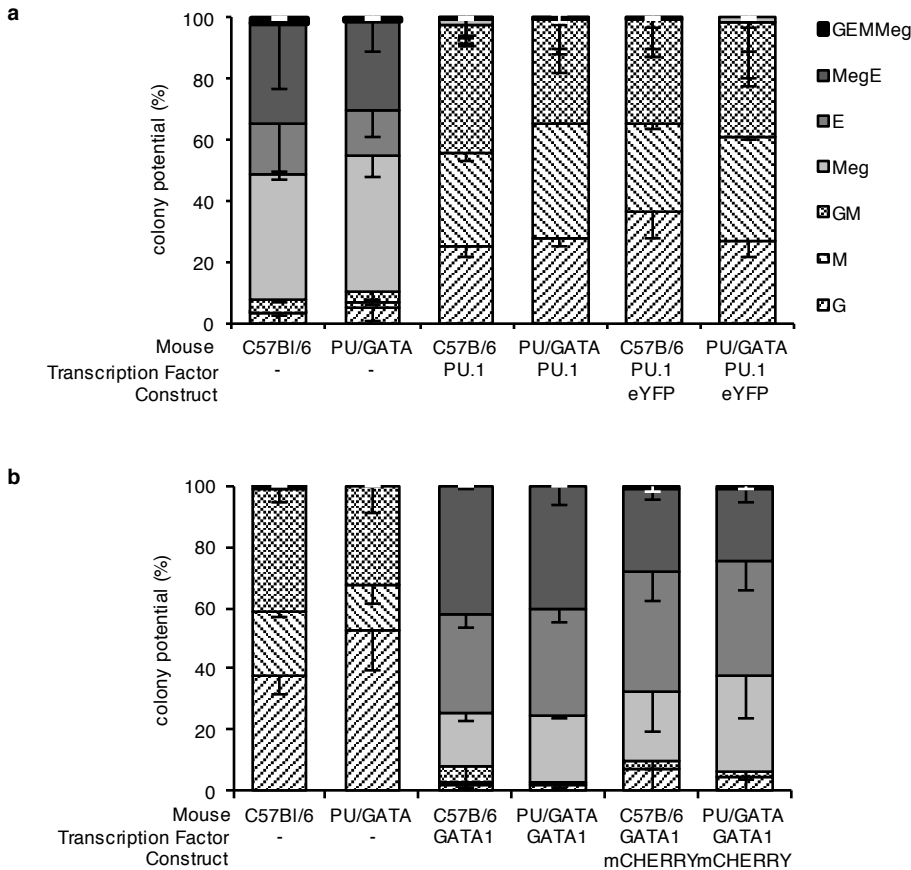 a
100
80
60
40
20
0
colony potential (%)
GEMMeg
MegE
E
Meg
GM
M
G
Mouse C57Bl/6 PU/GATA C57B/6 PU/GATA C57B/6 PU/GATA
Transcription Factor - - PU.1 PU.1 PU.1 PU.1
Construct eYFP eYFP
b
100
80
60
40
20
0
colony potential (%)
Mouse C57Bl/6 PU/GATA C57B/6 PU/GATA C57B/6 PU/GATA
Transcription Factor - - GATA1 GATA1 GATA1 GATA1
Construct mCHERRY mCHERRY